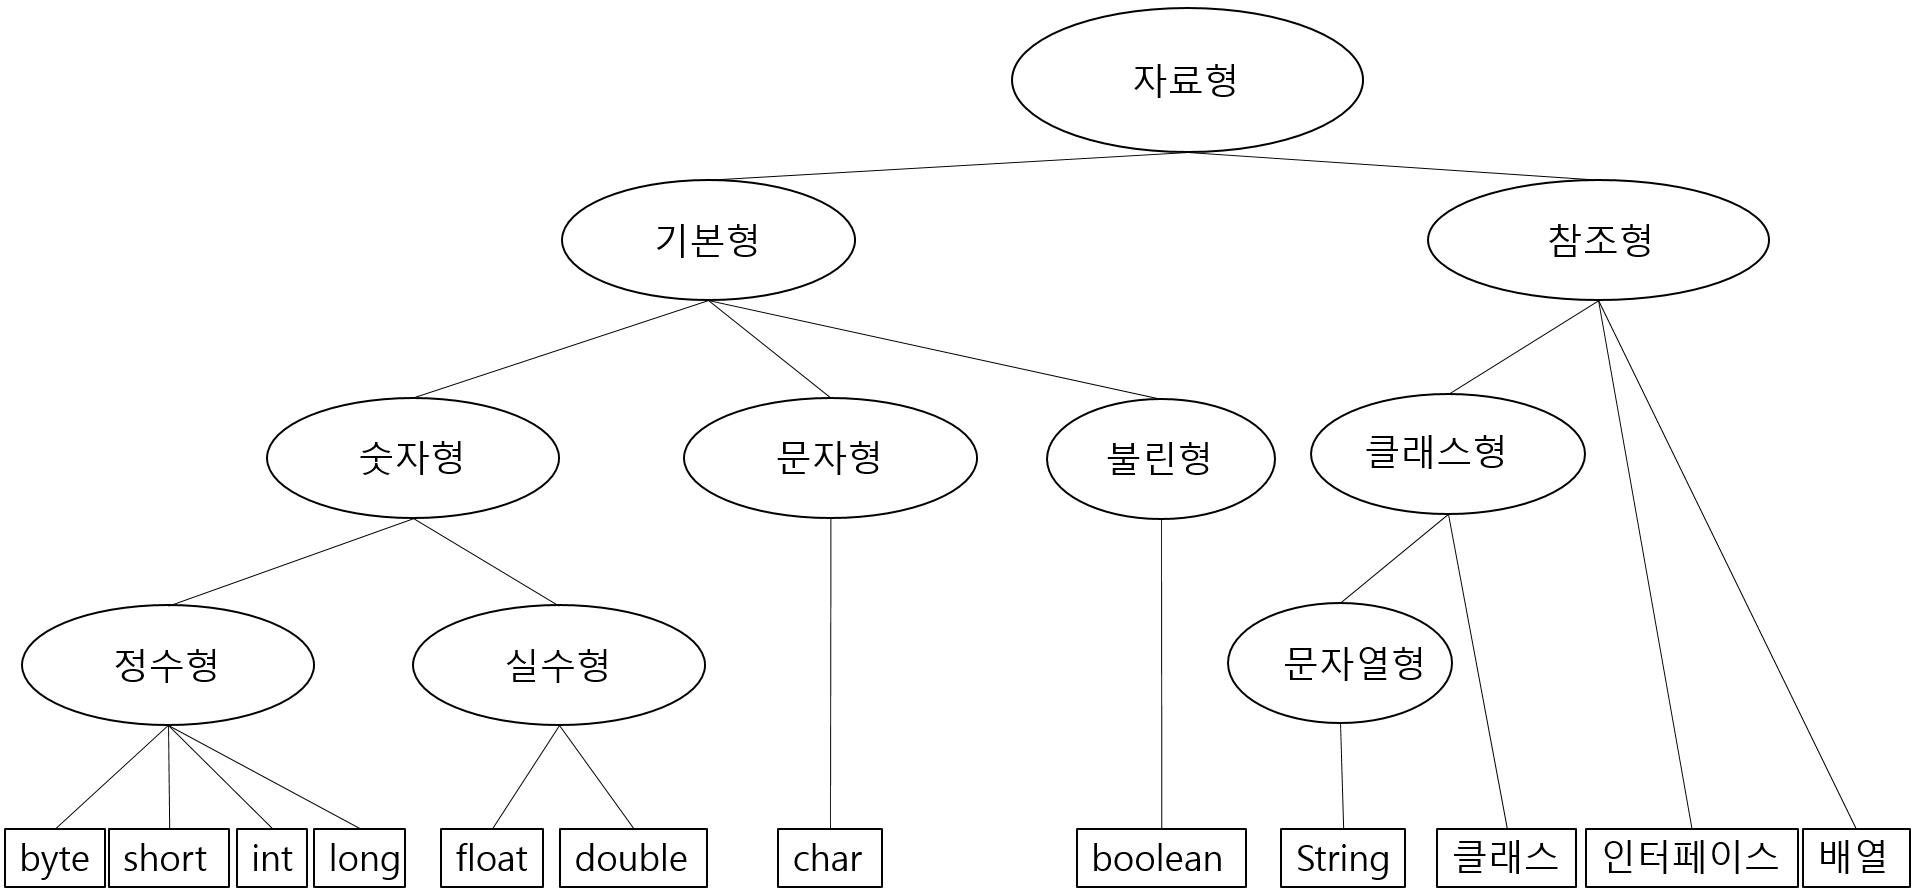 자료형
기본형
참조형
숫자형
문자형
불린형
클래스형
정수형
실수형
문자열형
byte
short
int
long
float
double
char
boolean
String
클래스
인터페이스
배열